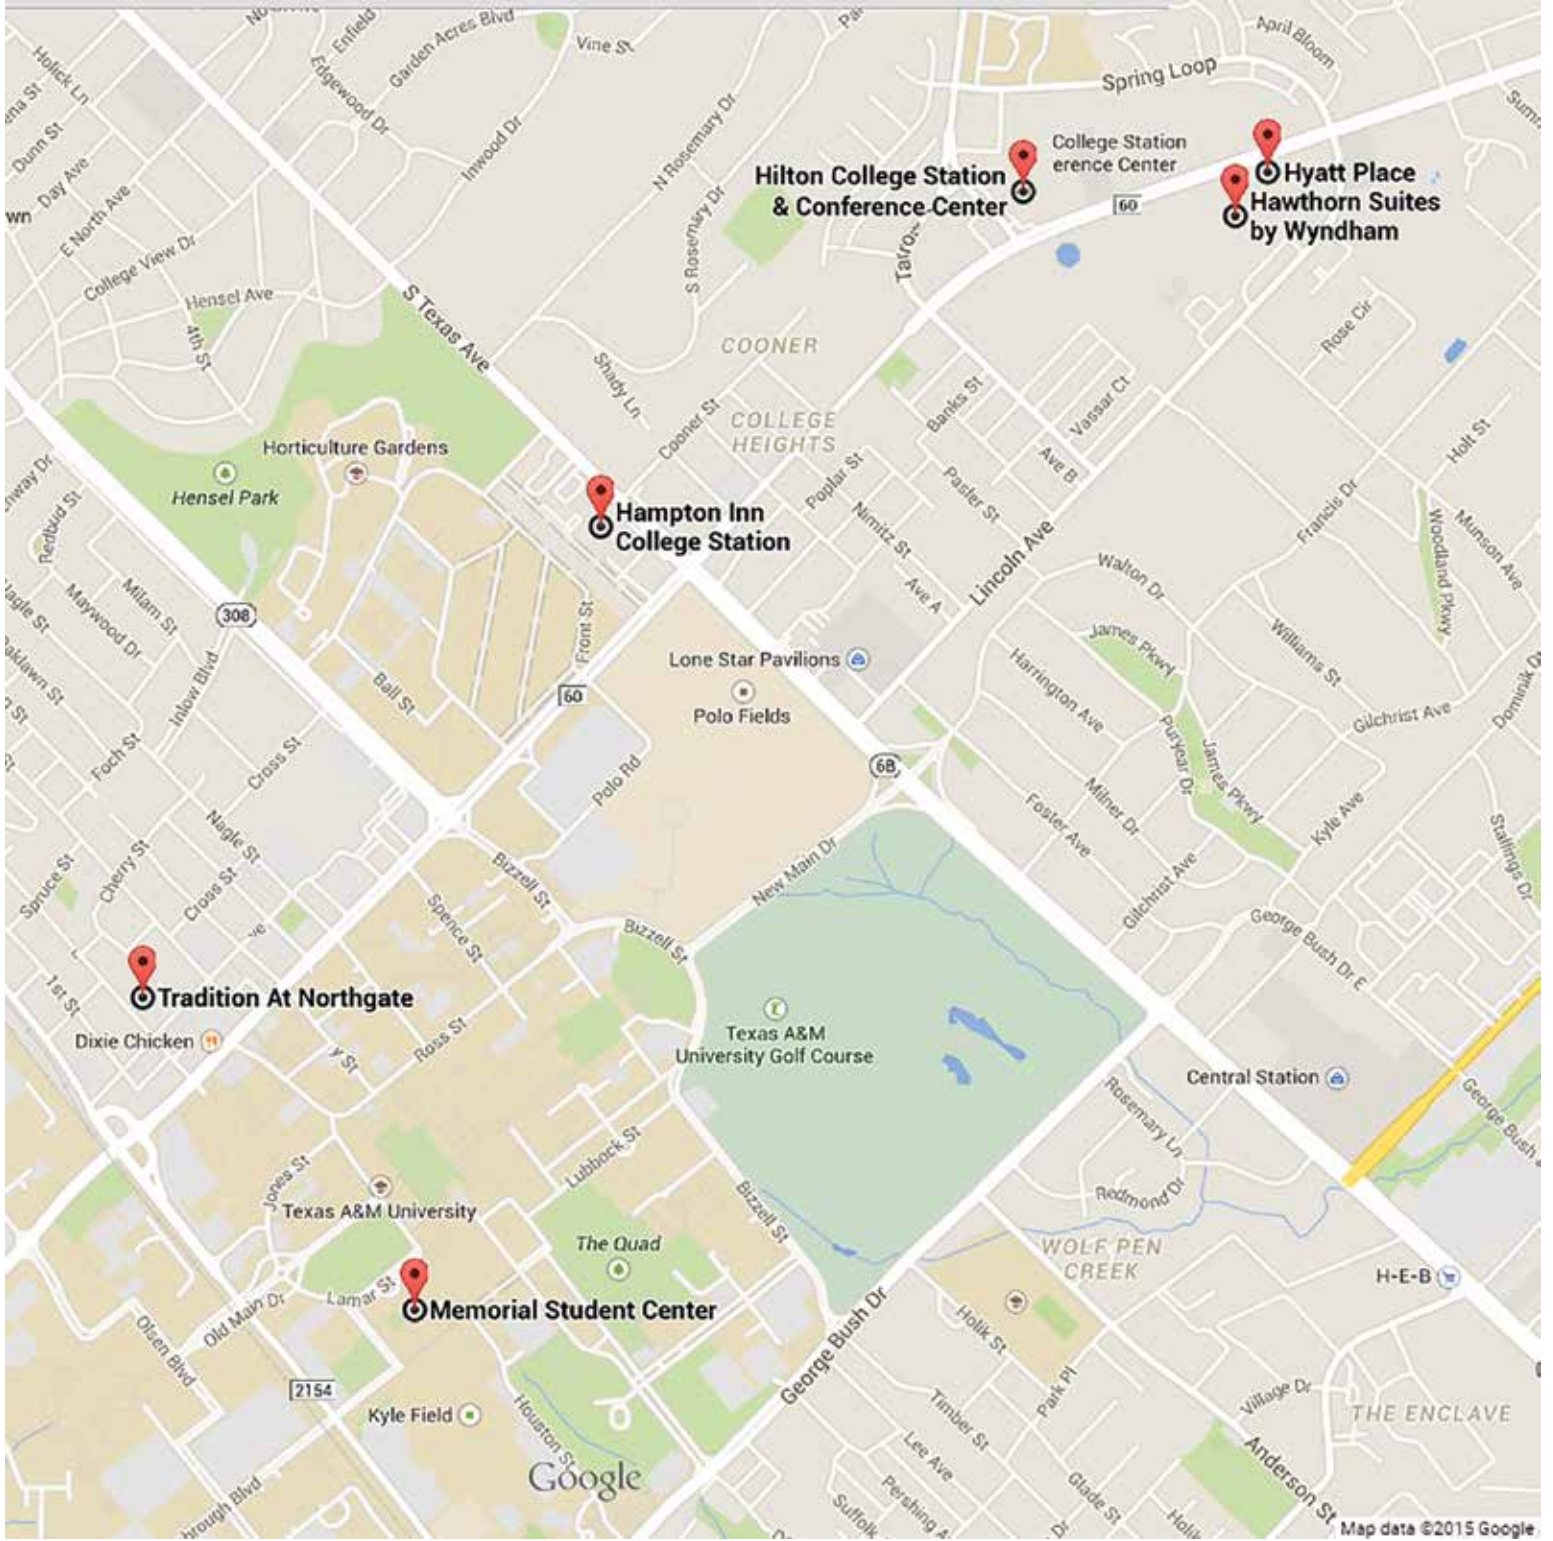 April Bloom
Enfield
Garden Acres Blvd
Vine St
Holick Ln
Edgewood Dr
Spring Loop
Dunn St
Inwood Dr
N Rosemary Dr
College Station
erence Center
Day Ave
Hilton College Station
& Conference Center
Hyatt Place
Hawthorn Suites
by Wyndham
60
wn
E North Ave
College View Dr
S Rosemary Dr
Hensel Ave
4th St
S Texas Ave
COONER
Rose Cir
Shady Ln
Cooner St
COLLEGE
HEIGHTS
Banks St
Vassar Ct
Holt St
Horticulture Gardens
Hensel Park
Poplar St
Ave B
Pasler St
Francis Dr
Hampton Inn
College Station
Nimitz St
Woodland Pkwy
Munson Ave
Redbud St
Lincoln Ave
Walton Dr
Ave A
Milam St
Maywood Dr
308
Front St
Williams St
James Pkwy
Lone Star Pavilions
Polo Fields
Harrington Ave
Inlow Blvd
Ball St
60
Gilchrist Ave
Dominik Dr
Foch St
Cross St
Polo Rd
6B
Puryear Dr
James Pkwy
Milner Dr
Foster Ave
Kyle Ave
Nagle St
Cherry St
Cross St
Spruce St
Bizzell St
New Main Dr
Stallings Dr
Gilchrist Ave
Spence St
Bizzell St
George Bush Dr E
1st St
Tradition At Northgate
Dixie Chicken
y St
Ross St
Texas A&M
University Golf Course
Central Station
Rosemary Ln
George Bush
Lubbock St
Jones St
Texas A&M University
Bizzell St
Redmond Dr
The Quad
WOLF PEN
CREEK
H-E-B
Lamar St
Old Main Dr
Memorial Student Center
Olsen Blvd
George Bush Dr
Holik St
2154
Kyle Field
Houston St
Park Pl
Timber St
Village Dr
THE ENCLAVE
Lee Ave
Anderson St
Google
Pershing A
Glade St
Suffolk
brough Blvd
Map data ©2015 Google